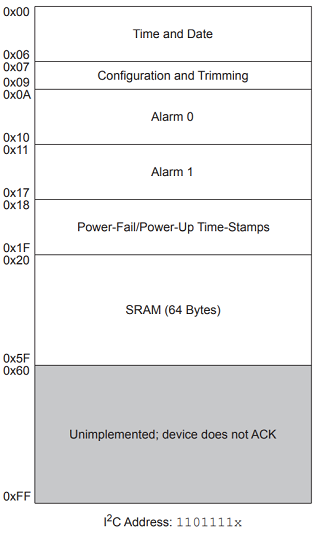 0x00
Time and Date
0x06
0x07
Configuration and Trimming
0x09
0x0A
Alarm 0
0x10
0x11
Alarm 1
0x17
0x18
Power-Fail/Power-Up Time-Stamps
0x1F
0x20
SRAM (64 Bytes)
0x5F
0x60
Unimplemented; device does not ACK
0xFF
I²C Address: 1101111x